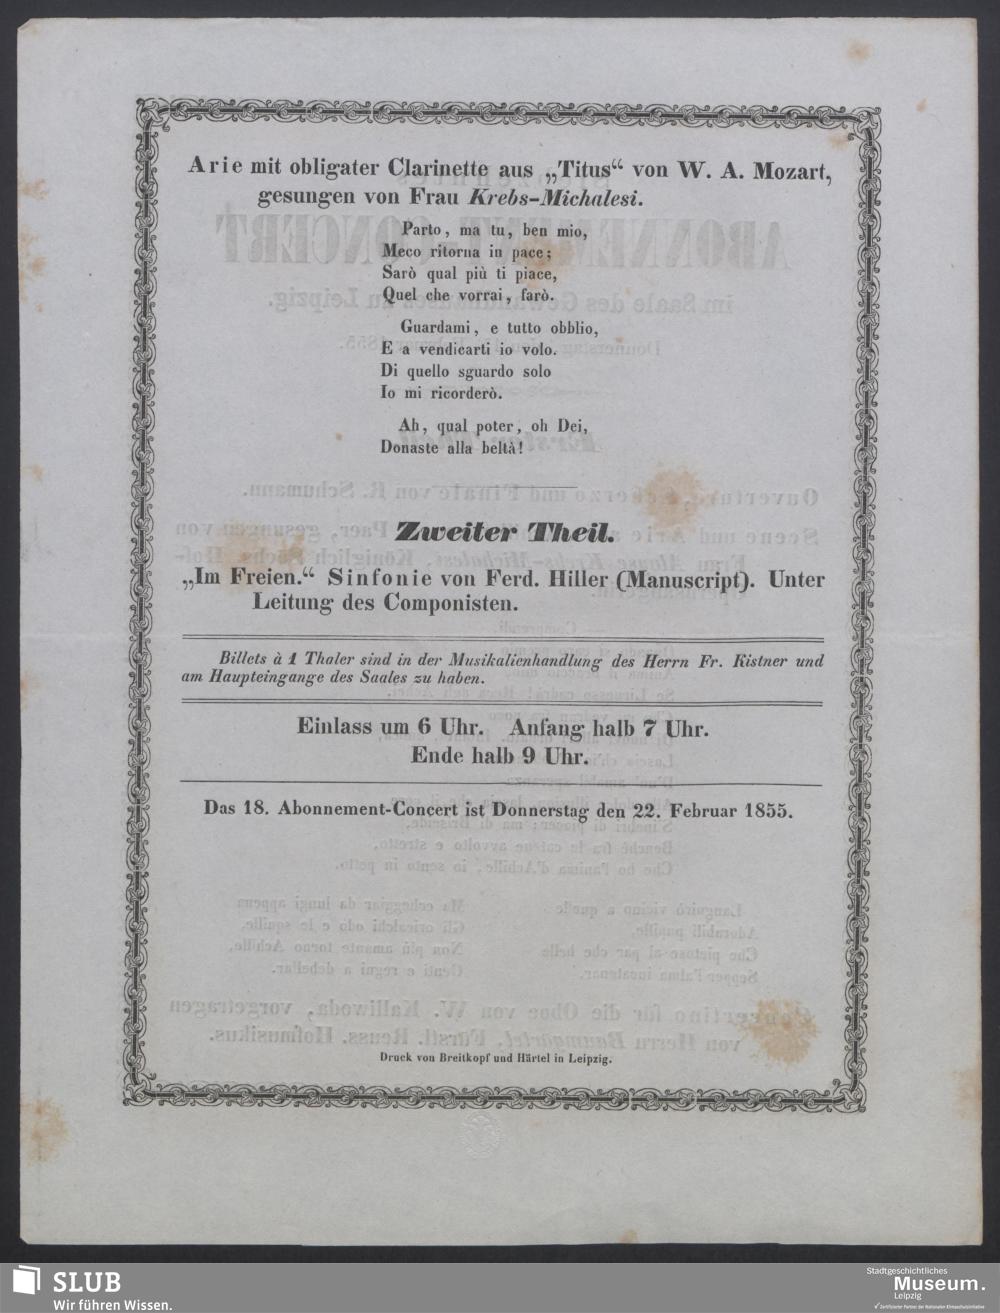 Arie mit obligater Clarinette aus „Titus“ von W. A. Mozart,
gesungen von Frau Krebs-Michalesi.
Parto, ma tu, ben mio,
Meco ritorna in pace;
Sarò qual più ti piace,
Quel che vorrai, farò.
Guardami, e tutto obblio,
E a vendicarti io volo.
Di quello sguardo solo
Io mi ricorderò.
Ah, qual poter, oh Dei,
Donaste alla beltà!
Zweiter Theil.
„Im Freien.“ Sinfonie von Ferd. Hiller (Manuscript). Unter
Leitung des Componisten.
Billets à 1 Thaler sind in der Musikalienhandlung des Herrn Fr. Kistner und
am Haupteingange des Saales zu haben.
Einlass um 6 Uhr. Anfang halb 7 Uhr.
Ende halb 9 Uhr.
Das 18. Abonnement-Concert ist Donnerstag den 22. Februar 1855.
Druck von Breitkopf und Härtel in Leipzig.
SLUB
Wir führen Wissen.
Stadtgeschichtliches
Museum.
Leipzig
Zertifizierter Partner der Nationalen Klimaschutzinitiative